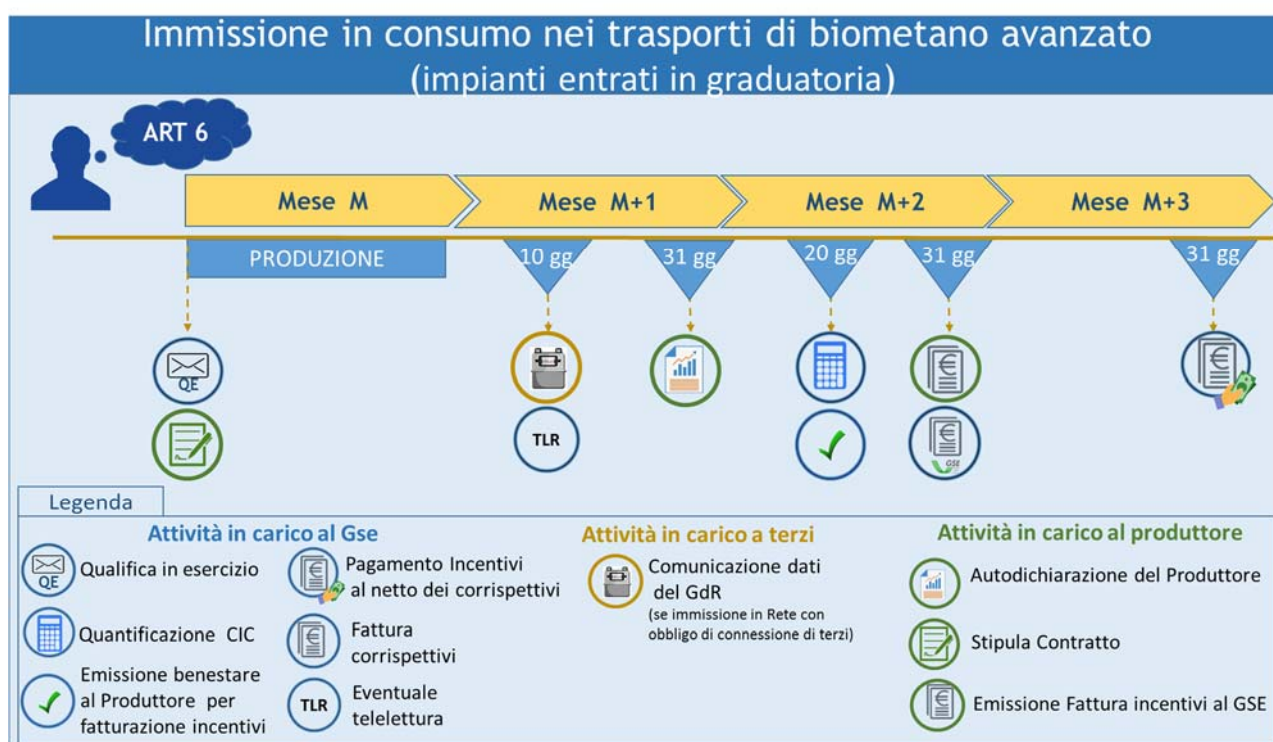 Immissione in consumo nei trasporti di biometano avanzato
(impianti entrati in graduatoria)
ART 6
Mese M
Mese M+1
Mese M+2
Mese M+3
PRODUZIONE
10 gg
31 gg
20 gg
31 gg
31 gg
QE
TLR
GSE
Legenda
Attività in carico al Gse
QE
Qualifica in esercizio
Quantificazione CIC
Emissione benestare
al Produttore per
fatturazione incentivi
Pagamento Incentivi
al netto dei corrispettivi
Fattura
corrispettivi
TLR
Eventuale
telelettura
Attività in carico a terzi
Comunicazione dati
del GdR
(se immissione in Rete con
obbligo di connessione di terzi)
Attività in carico al produttore
Autodichiarazione del Produttore
Stipula Contratto
Emissione Fattura incentivi al GSE